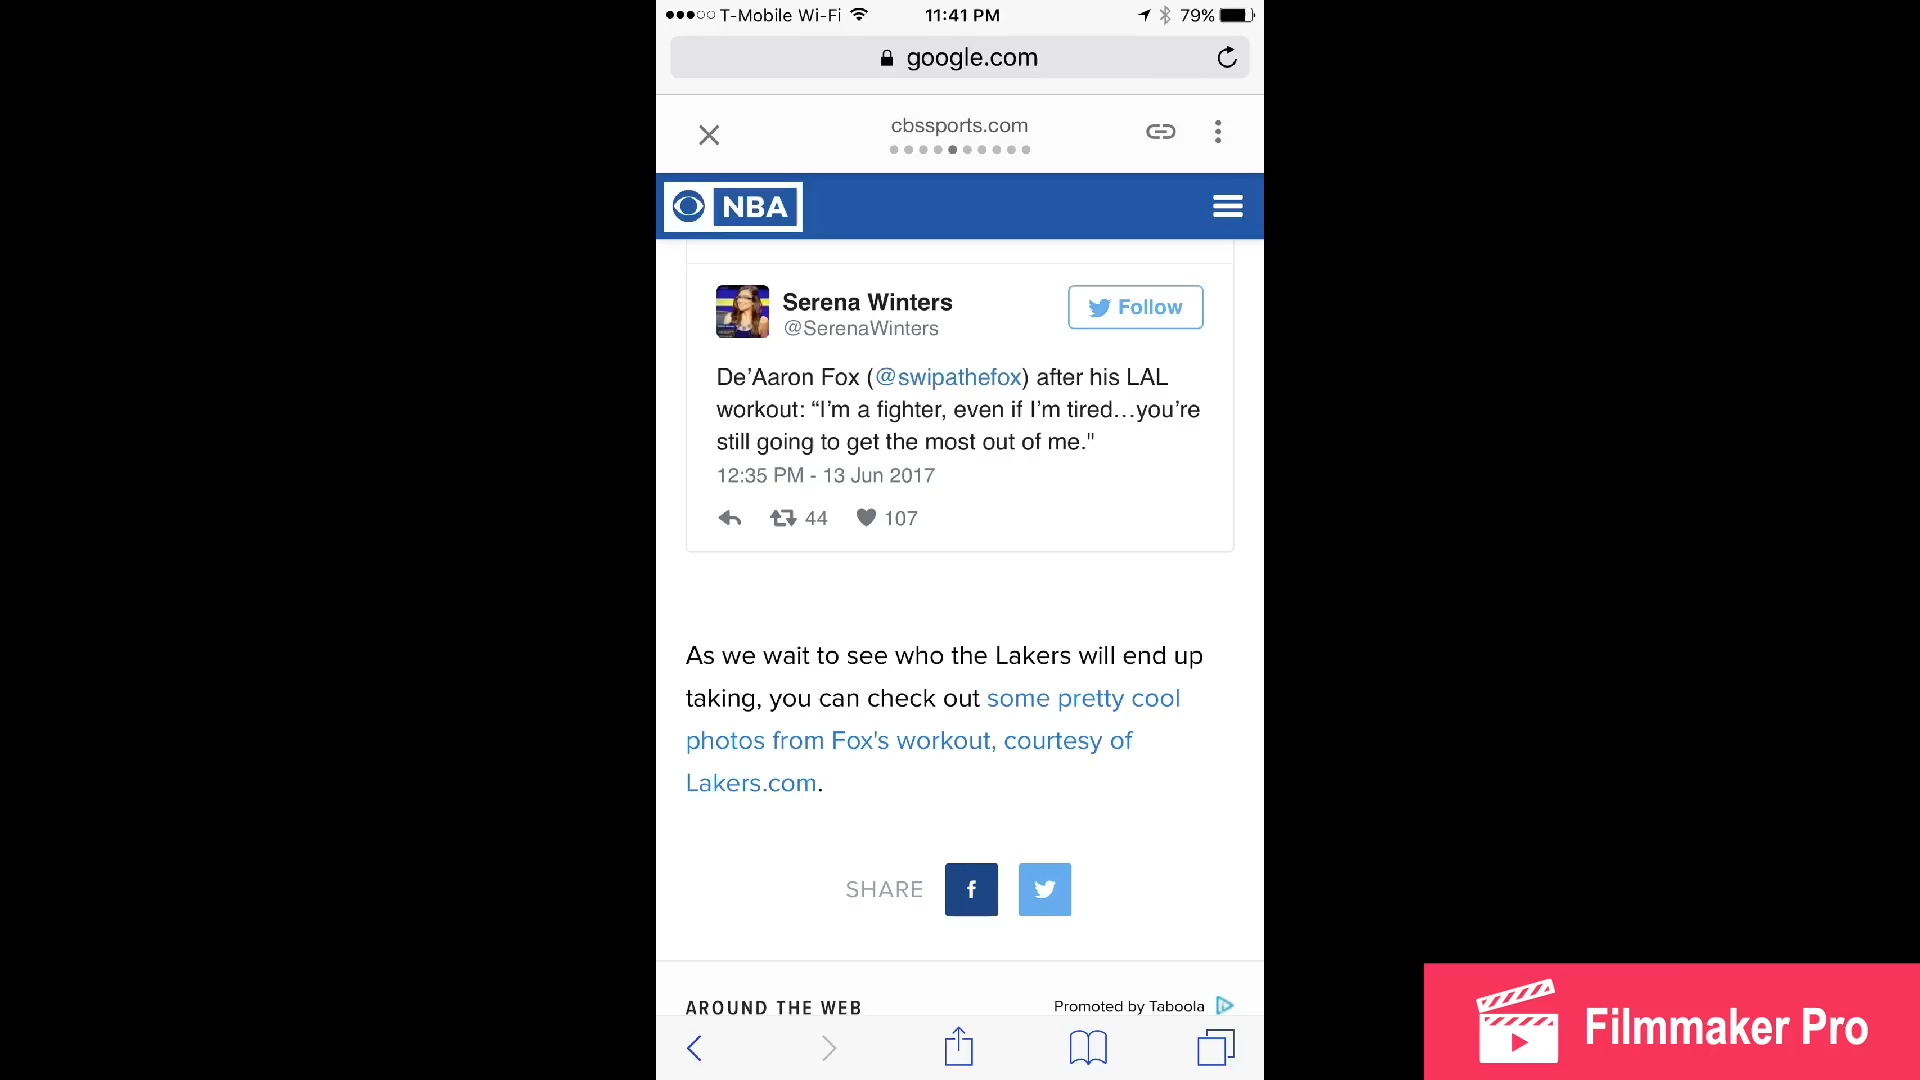 T-Mobile Wi-Fi 11:41 PM 79%
google.com
cbssports.com
NBA
Serena Winters
@SerenaWinters
Follow
De’Aaron Fox (@swipathefox) after his LAL
workout: “I’m a fighter, even if I’m tired…you’re
still going to get the most out of me."
12:35 PM - 13 Jun 2017
44 107
As we wait to see who the Lakers will end up
taking, you can check out some pretty cool
photos from Fox's workout, courtesy of
Lakers.com.
SHARE
AROUND THE WEB Promoted by Taboola
Filmmaker Pro